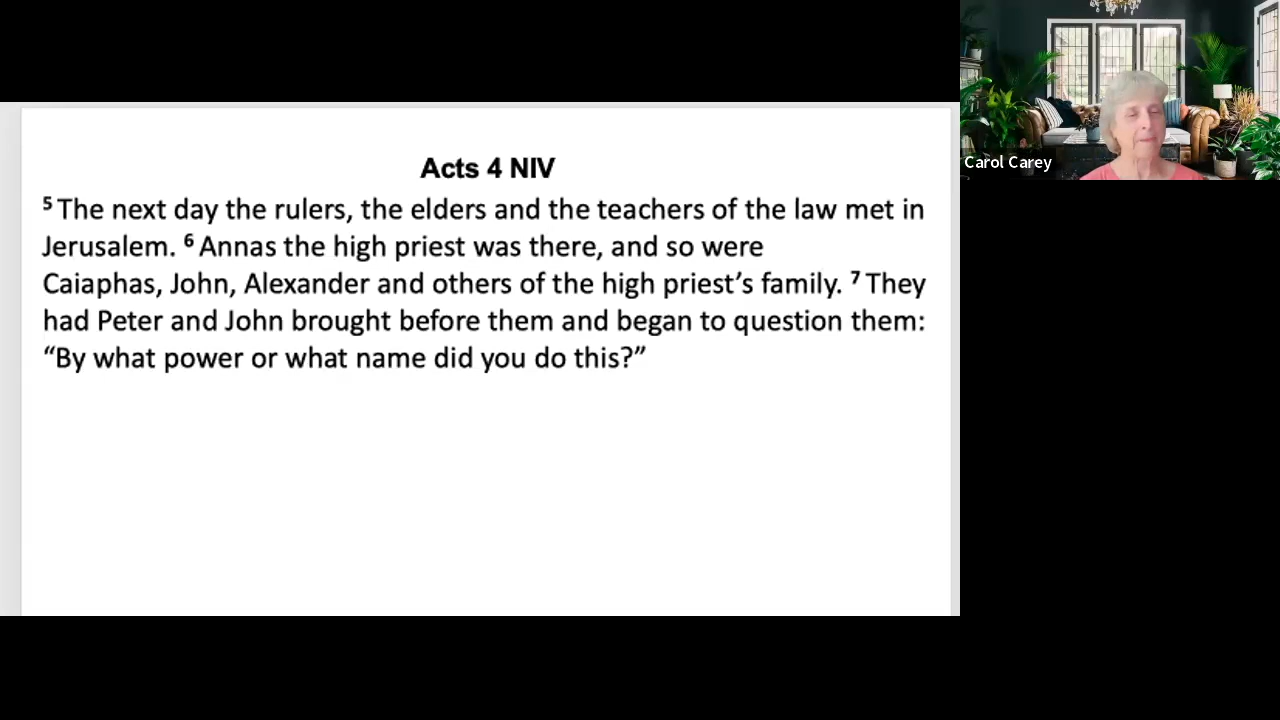 Acts 4 NIV
⁵ The next day the rulers, the elders and the teachers of the law met in
Jerusalem. ⁶ Annas the high priest was there, and so were
Caiaphas, John, Alexander and others of the high priest’s family. ⁷ They
had Peter and John brought before them and began to question them:
“By what power or what name did you do this?”
Carol Carey